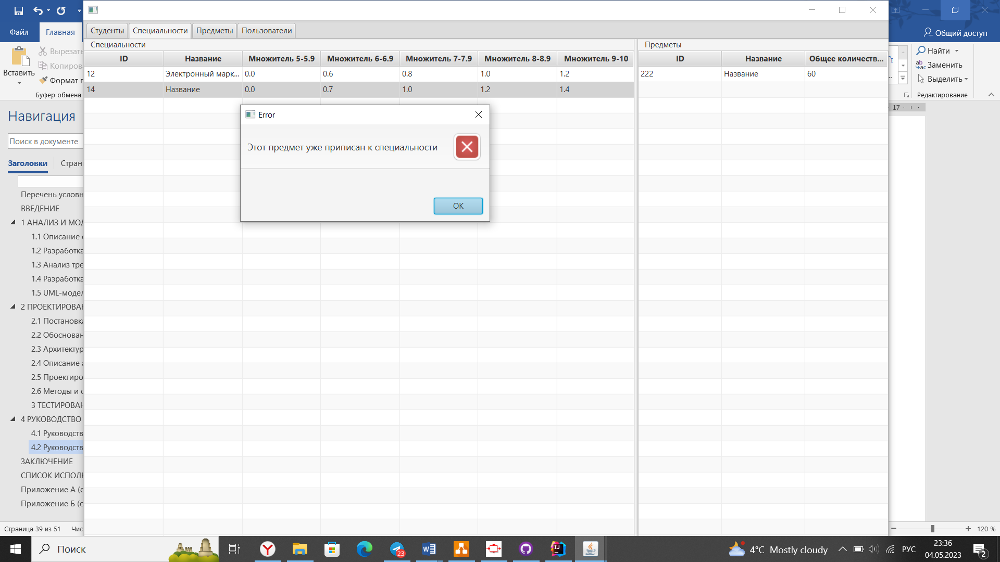 Файл
Главная
Общий доступ
Вставить
Вырезать
Копиров
Формат п
Буфер обмена
Найти
Заменить
Выделить
Редактирование
17
Навигация
Поиск в документе
Заголовки
Стран
Перечень условн
ВВЕДЕНИЕ
1 АНАЛИЗ И МОД
1.1 Описание
1.2 Разработка
1.3 Анализ тре
1.4 Разработка
1.5 UML-модел
2 ПРОЕКТИРОВАН
2.1 Постановка
2.2 Обоснован
2.3 Архитектур
2.4 Описание а
2.5 Проектиро
2.6 Методы и с
3 ТЕСТИРОВАН
4 РУКОВОДСТВО
4.1 Руководств
4.2 Руководств
ЗАКЛЮЧЕНИЕ
СПИСОК ИСПОЛЬ
Приложение А (с
Приложение Б (с
Страница 39 из 51 Чис
120 %
Студенты Специальности Предметы Пользователи
Специальности
ID Название Множитель 5-5.9 Множитель 6-6.9 Множитель 7-7.9 Множитель 8-8.9 Множитель 9-10
12 Электронный марк... 0.0 0.6 0.8 1.0 1.2
14 Название 0.0 0.7 1.0 1.2 1.4
Предметы
ID Название Общее количеств...
222 Название 60
Error
Этот предмет уже приписан к специальности
OK
Поиск
23
4°C Mostly cloudy
РУС
23:36
04.05.2023
2